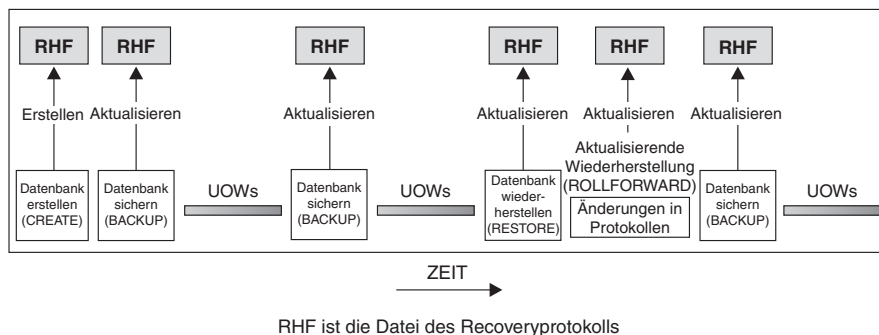 RHF RHF RHF RHF RHF RHF
Erstellen Aktualisieren Aktualisieren Aktualisieren Aktualisieren Aktualisieren
Datenbank
erstellen
(CREATE)
Datenbank
sichern
(BACKUP)
UOWs
Datenbank
sichern
(BACKUP)
UOWs
Datenbank
wieder-
herstellen
(RESTORE)
Aktualisierende
Wiederherstellung
(ROLLFORWARD)
Änderungen in
Protokollen
Datenbank
sichern
(BACKUP)
UOWs
ZEIT
RHF ist die Datei des Recoveryprotokolls